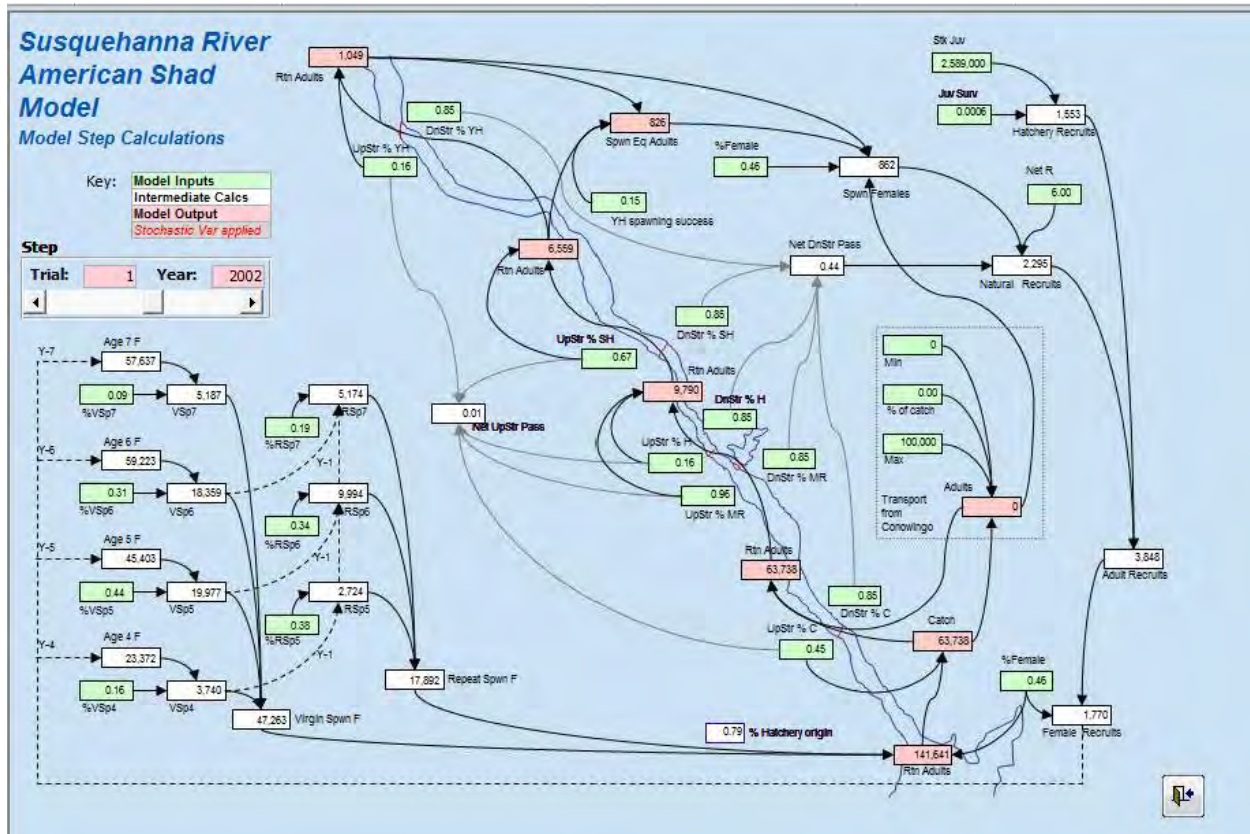 Susquehanna River
American Shad
Model
Model Step Calculations
Key:
Model Inputs
Intermediate Calcs
Model Output
Stochastic Var applied
Step
Trial: 1 Year: 2002
1,049
Rtn Adults
0.85
DnStr % YH
UpStr % YH
0.16
826
Spwn Eq Adults
0.15
YH spawning success
%Female
0.46
862
Spwn Females
Stk Juv
2,589,000
Juv Surv
0.0006
1,553
Hatchery Recruits
Net R
6.00
2,295
Natural Recruits
Net DnStr Pass
0.44
6,559
Rtn Adults
0.85
DnStr % SH
UpStr % SH
0.67
Rtn Adults
9,790
DnStr % H
0.85
UpStr % H
0.16
0.85
DnStr % MR
0.96
UpStr % MR
0.01
Net UpStr Pass
0
Min
0.00
% of catch
100,000
Max
Adults
0
Transport
from
Conowingo
Rtn Adults
63,738
0.85
DnStr % C
UpStr % C
0.45
Catch
63,738
3,848
Adult Recruits
%Female
0.46
1,770
Female Recruits
0.79 % Hatchery origin
141,641
Rtn Adults
Y-7
Age 7 F
57,637
0.09
%VSp7
5,187
VSp7
5,174
RSp7
0.19
%RSp7
Y-6
Age 6 F
59,223
0.31
%VSp6
18,359
VSp6
Y-1
9,994
RSp6
0.34
%RSp6
Y-5
Age 5 F
45,403
0.44
%VSp5
19,977
VSp5
Y-1
2,724
RSp5
0.38
%RSp5
Y-4
Age 4 F
23,372
0.16
%VSp4
3,740
VSp4
Y-1
17,892
Repeat Spwn F
47,263
Virgin Spwn F